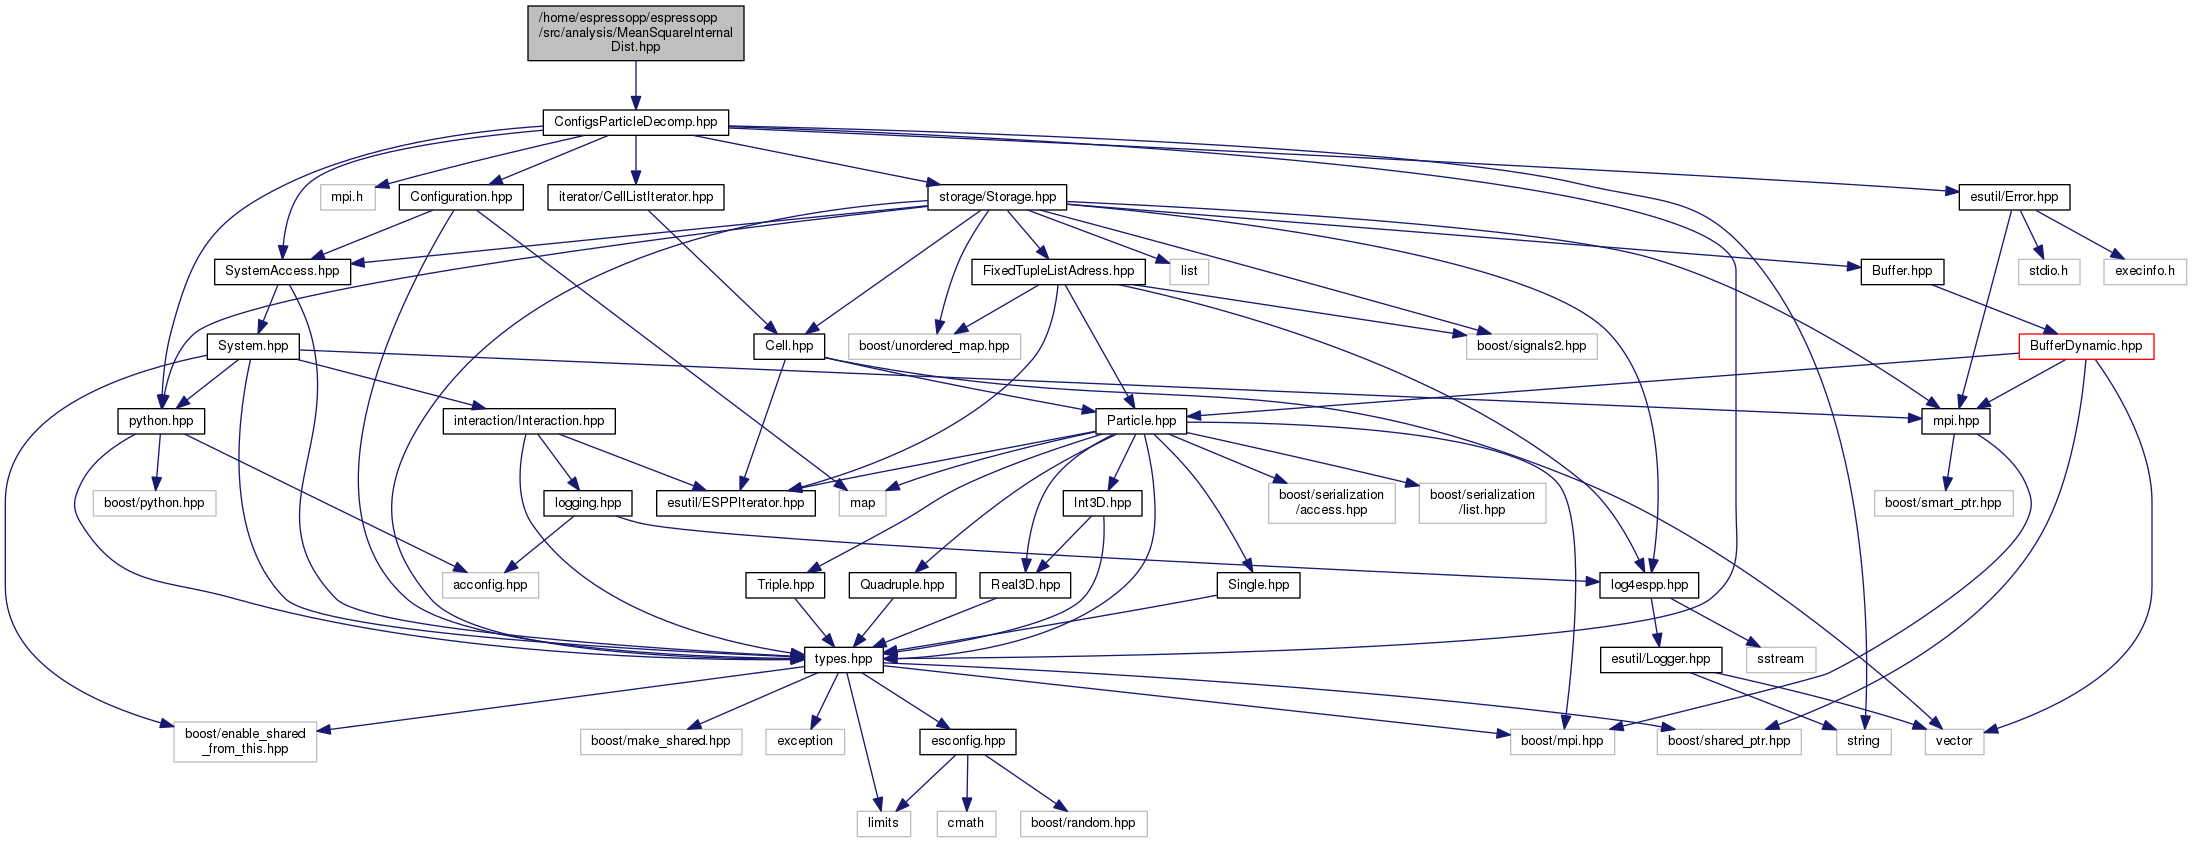 /home/espressopp/espressopp
/src/analysis/MeanSquareInternal
Dist.hpp
ConfigsParticleDecomp.hpp
mpi.h
Configuration.hpp
iterator/CellListIterator.hpp
storage/Storage.hpp
esutil/Error.hpp
SystemAccess.hpp
FixedTupleListAdress.hpp
list
Buffer.hpp
stdio.h
execinfo.h
System.hpp
Cell.hpp
boost/unordered_map.hpp
boost/signals2.hpp
BufferDynamic.hpp
python.hpp
interaction/Interaction.hpp
Particle.hpp
mpi.hpp
boost/python.hpp
logging.hpp
esutil/ESPPIterator.hpp
map
Int3D.hpp
boost/serialization
/access.hpp
boost/serialization
/list.hpp
boost/smart_ptr.hpp
acconfig.hpp
Triple.hpp
Quadruple.hpp
Real3D.hpp
Single.hpp
log4espp.hpp
types.hpp
esutil/Logger.hpp
sstream
boost/enable_shared
_from_this.hpp
boost/make_shared.hpp
exception
esconfig.hpp
boost/mpi.hpp
boost/shared_ptr.hpp
string
vector
limits
cmath
boost/random.hpp